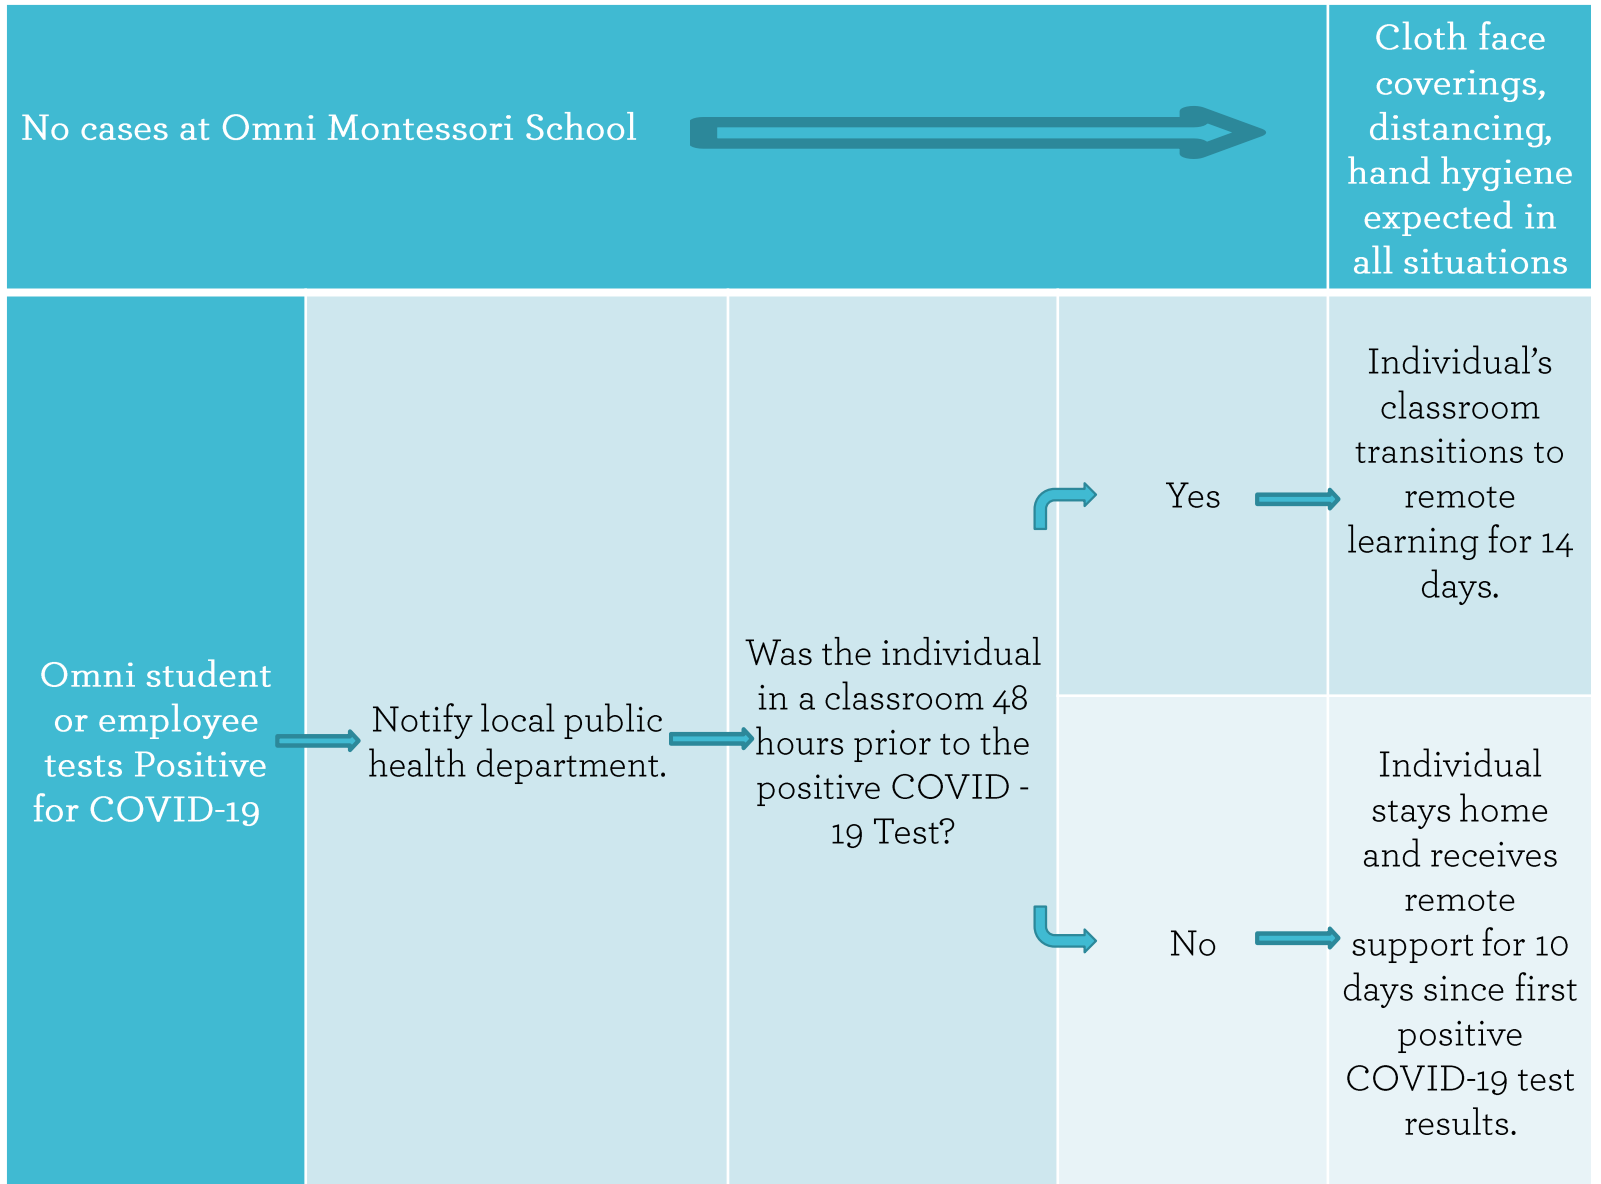 No cases at Omni Montessori School
Cloth face
coverings,
distancing,
hand hygiene
expected in
all situations
Omni student
or employee
tests Positive
for COVID-19
Notify local public
health department.
Was the individual
in a classroom 48
hours prior to the
positive COVID -
19 Test?
Yes
Individual’s
classroom
transitions to
remote
learning for 14
days.
No
Individual
stays home
and receives
remote
support for 10
days since first
positive
COVID-19 test
results.